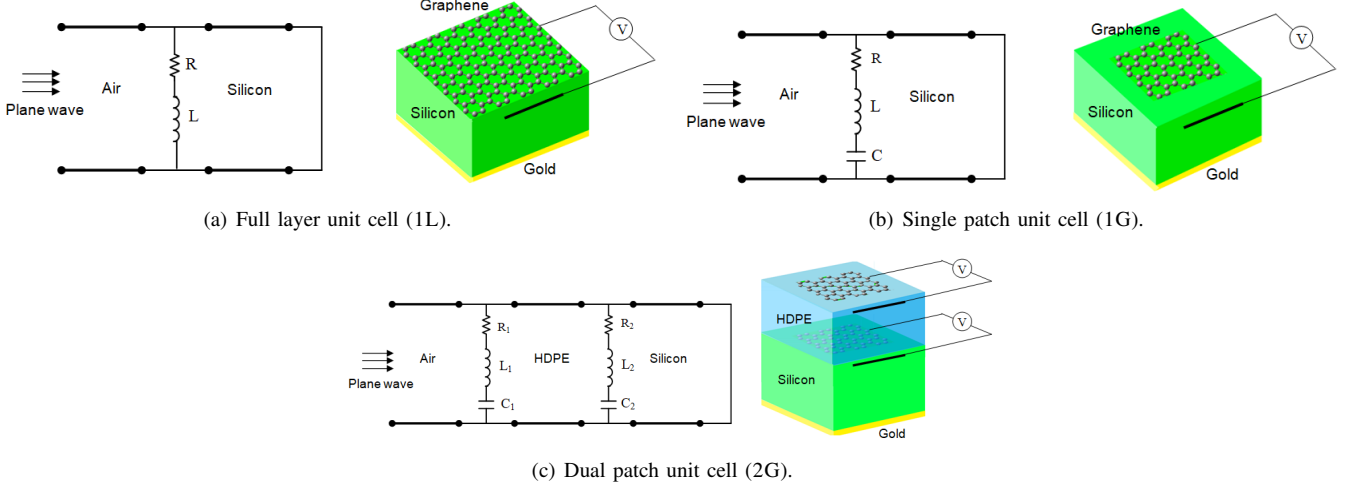 Graphene
V
R
Air
Silicon
L
Plane wave
Silicon
Gold
(a) Full layer unit cell (1L).
Graphene
V
R
Air
L
Silicon
Plane wave
C
Silicon
Gold
(b) Single patch unit cell (1G).
V
R1
R2
Air
HDPE
Silicon
L1
L2
Plane wave
C1
C2
HDPE
V
Silicon
Gold
(c) Dual patch unit cell (2G).